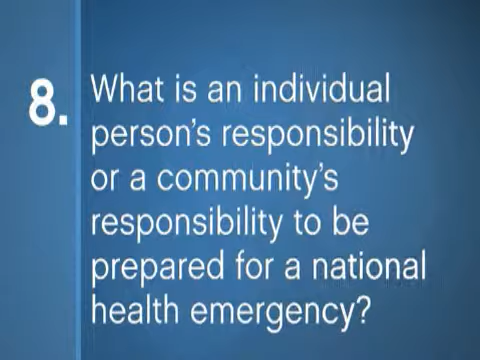 8. What is an individual
person's responsibility
or a community's
responsibility to be
prepared for a national
health emergency?